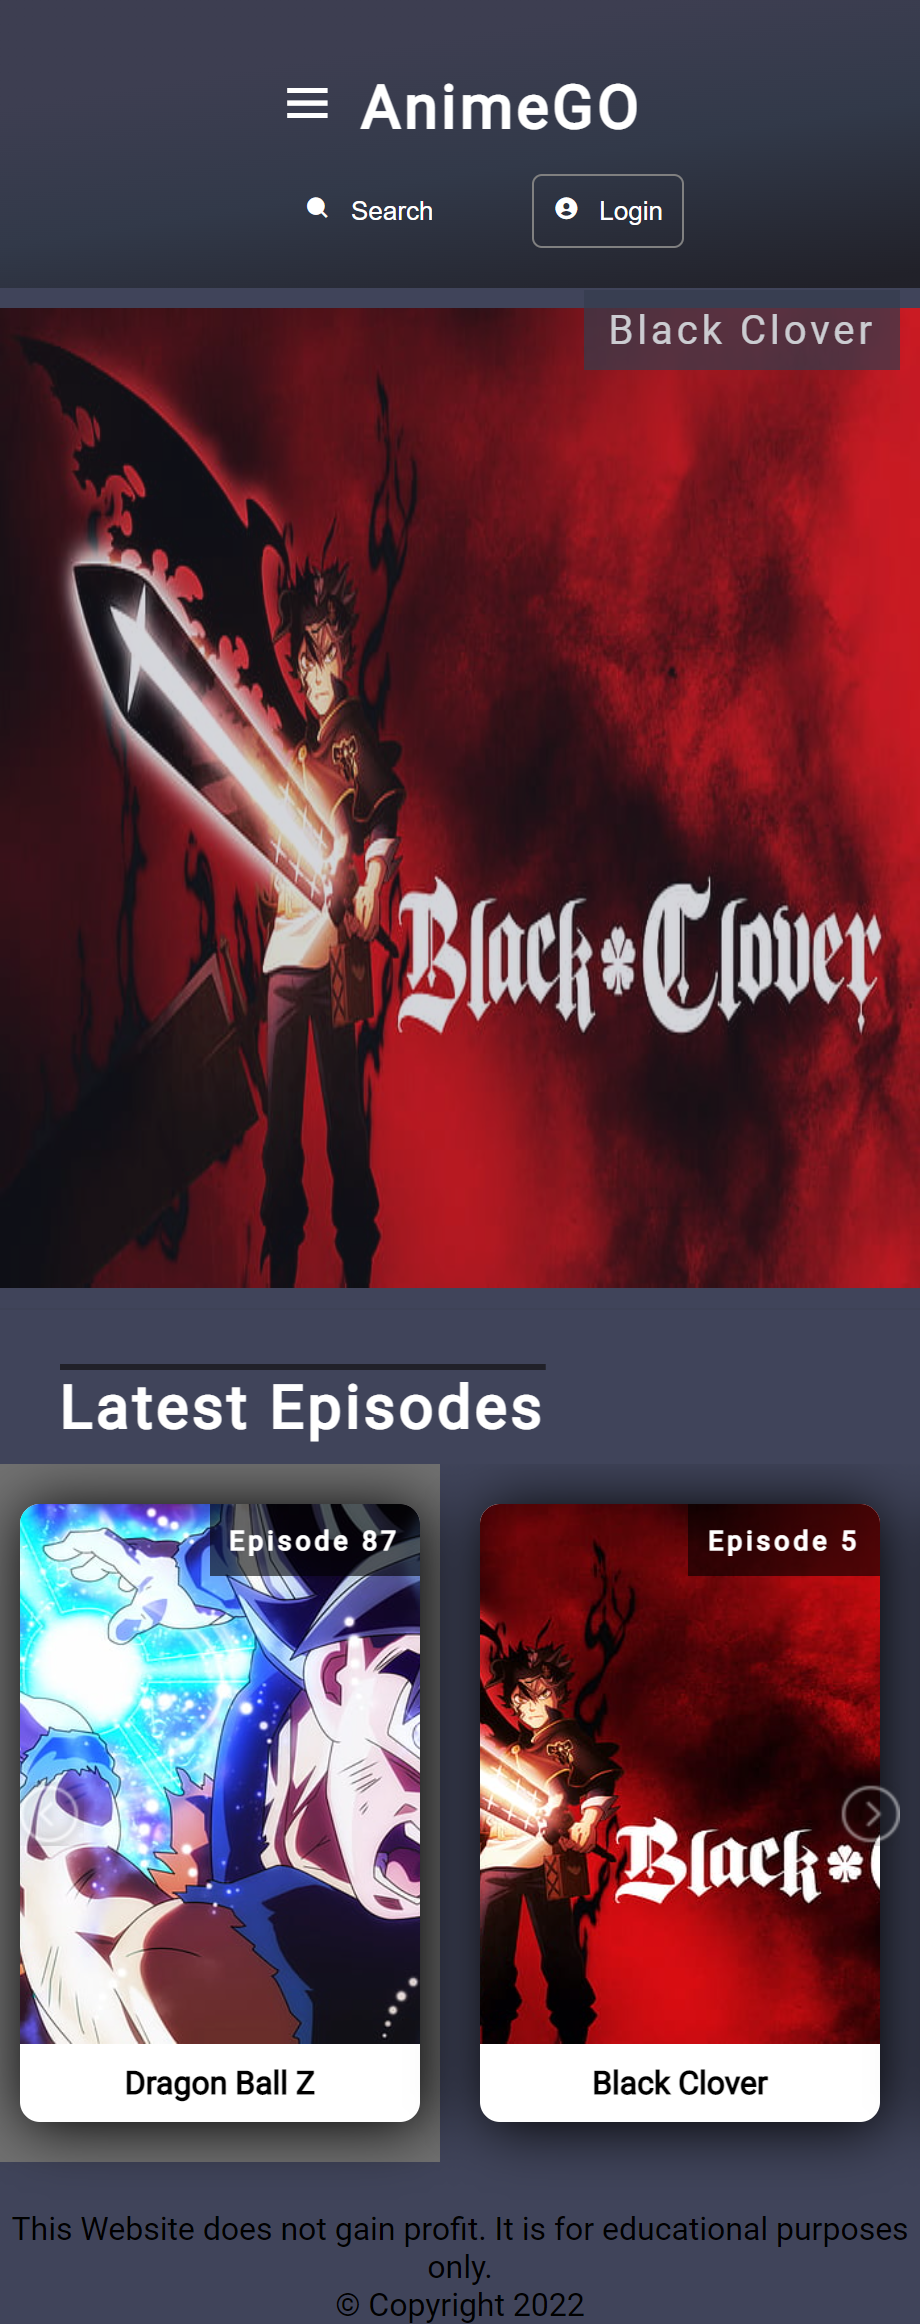 AnimeGO
Search
Login
Black Clover
Black Clover
Latest Episodes
Episode 87
Episode 5
Black
Dragon Ball Z
Black Clover
This Website does not gain profit. It is for educational purposes
only.
© Copyright 2022